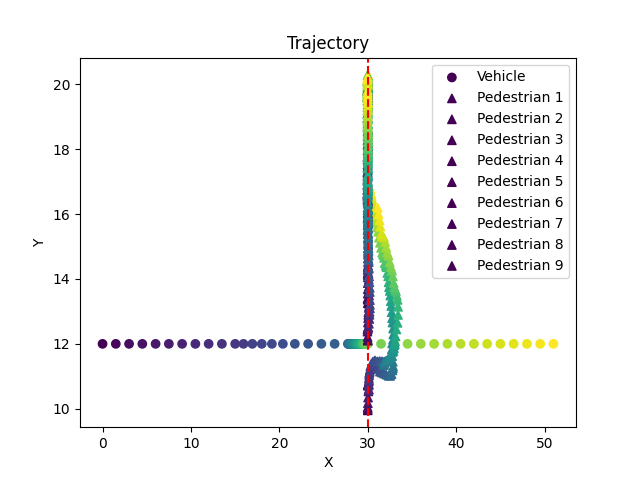 Trajectory
Vehicle
Pedestrian 1
Pedestrian 2
Pedestrian 3
Pedestrian 4
Pedestrian 5
Pedestrian 6
Pedestrian 7
Pedestrian 8
Pedestrian 9
20
18
16
14
12
10
Y
0 10 20 30 40 50
X